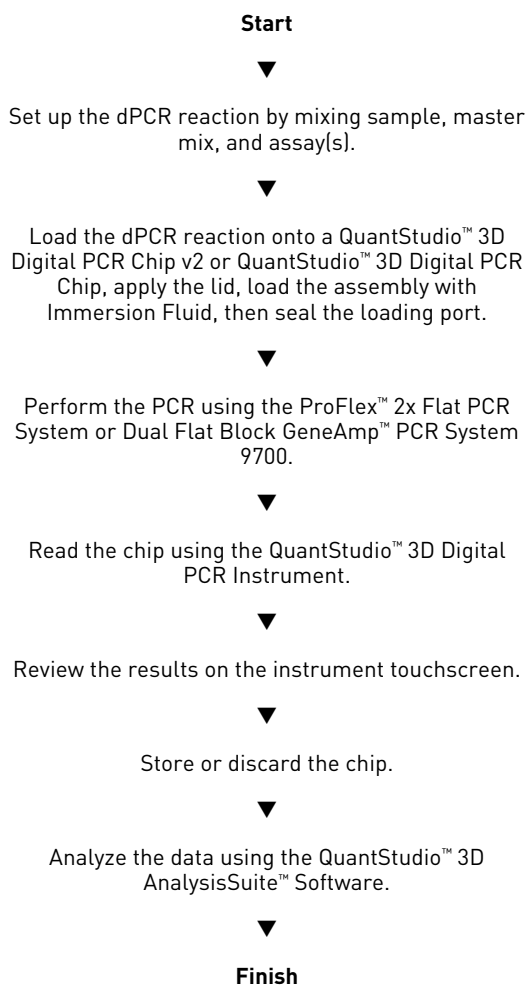 Start
▼
Set up the dPCR reaction by mixing sample, master
mix, and assay(s).
▼
Load the dPCR reaction onto a QuantStudio™ 3D
Digital PCR Chip v2 or QuantStudio™ 3D Digital PCR
Chip, apply the lid, load the assembly with
Immersion Fluid, then seal the loading port.
▼
Perform the PCR using the ProFlex™ 2x Flat PCR
System or Dual Flat Block GeneAmp™ PCR System
9700.
▼
Read the chip using the QuantStudio™ 3D Digital
PCR Instrument.
▼
Review the results on the instrument touchscreen.
▼
Store or discard the chip.
▼
Analyze the data using the QuantStudio™ 3D
AnalysisSuite™ Software.
▼
Finish